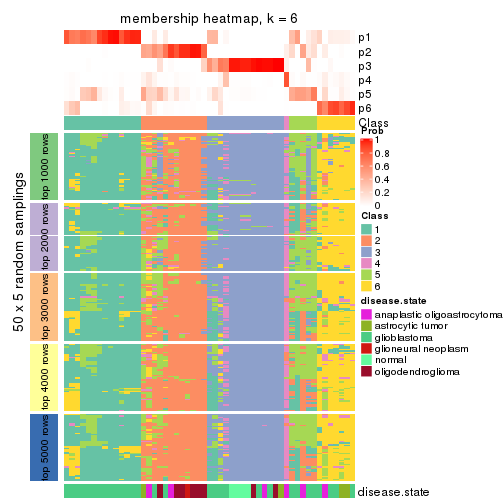 membership heatmap, k = 6
p1
p2
p3
p4
p5
p6
Class
Prob
1
0.8
0.6
0.4
0.2
0
Class
1
2
3
4
5
6
disease.state
anaplastic oligoastrocytoma
astrocytic tumor
glioblastoma
glioneural neoplasm
normal
oligodendroglioma
50 x 5 random samplings
top 1000 rows
top 2000 rows
top 3000 rows
top 4000 rows
top 5000 rows
disease.state